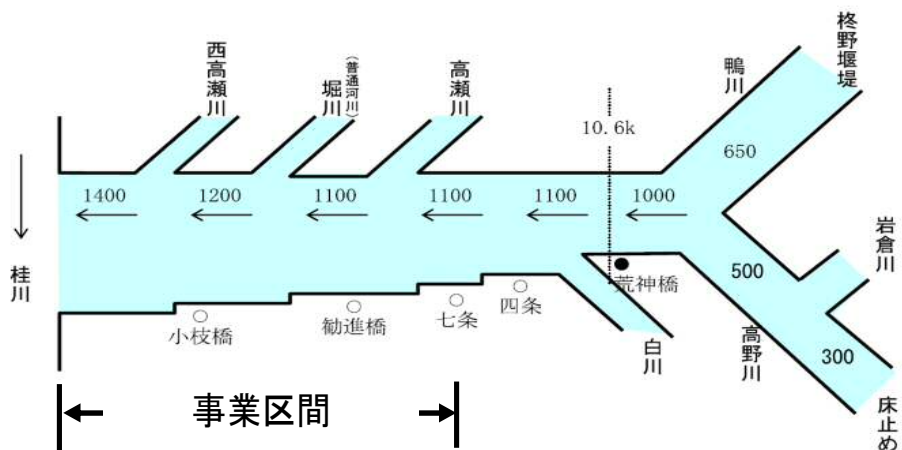 西高瀬川
堀川
(普通河川)
高瀬川
10.6k
鴨川
柊野堰堤
650
1400
1200
1100
1100
1100
1000
桂川
岩倉川
500
荒神橋
小枝橋
勧進橋
七条
四条
白川
高野川
300
床止め
事業区間